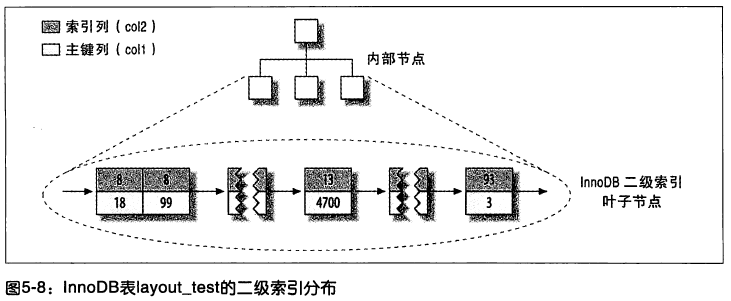 索引列（col2）
主键列（col1）
内部节点
8 8 13 93
18 99 4700 3
InnoDB 二级索引
叶子节点
图5-8：InnoDB表layout_test的二级索引分布